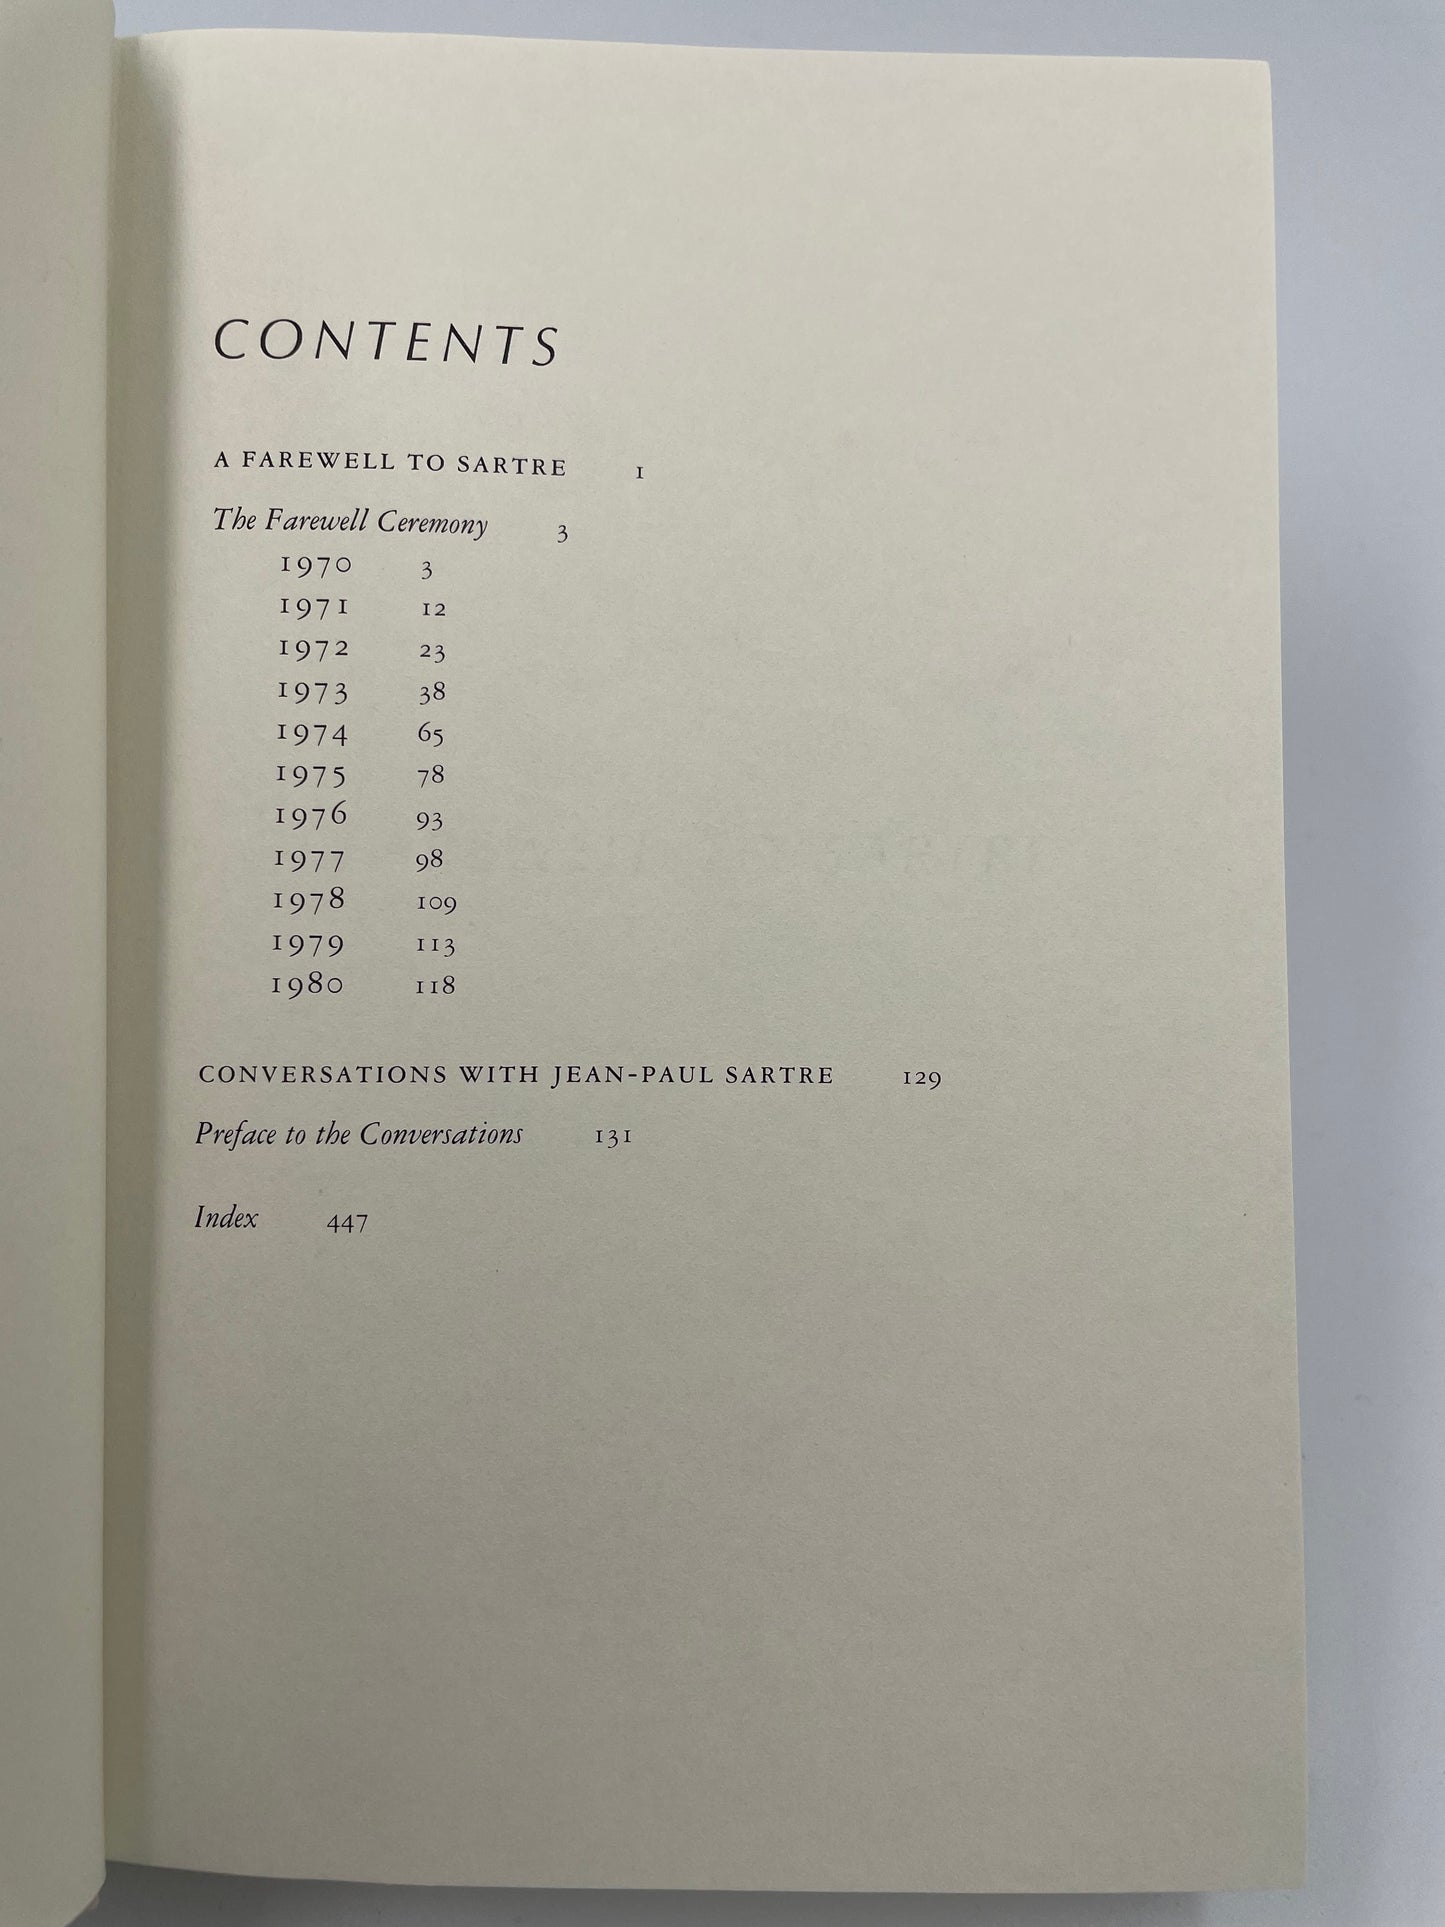 CONTENTS
A FAREWELL TO SARTRE 1
The Farewell Ceremony 3
1970 3
1971 12
1972 23
1973 38
1974 65
1975 78
1976 93
1977 98
1978 109
1979 113
1980 118
CONVERSATIONS WITH JEAN-PAUL SARTRE 129
Preface to the Conversations 131
Index 447